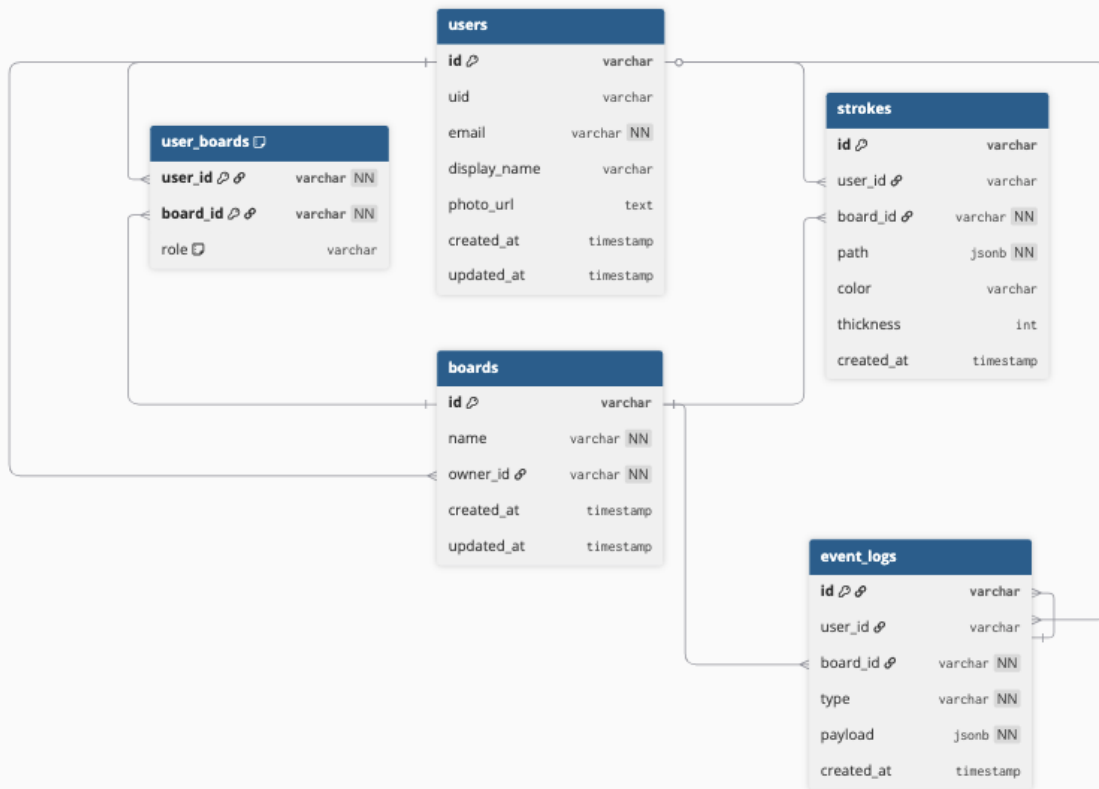 users
id varchar
uid varchar
email varchar NN
display_name varchar
photo_url text
created_at timestamp
updated_at timestamp
user_boards
user_id varchar NN
board_id varchar NN
role varchar
strokes
id varchar
user_id varchar
board_id varchar NN
path jsonb NN
color varchar
thickness int
created_at timestamp
boards
id varchar
name varchar NN
owner_id varchar NN
created_at timestamp
updated_at timestamp
event_logs
id varchar
user_id varchar
board_id varchar NN
type varchar NN
payload jsonb NN
created_at timestamp